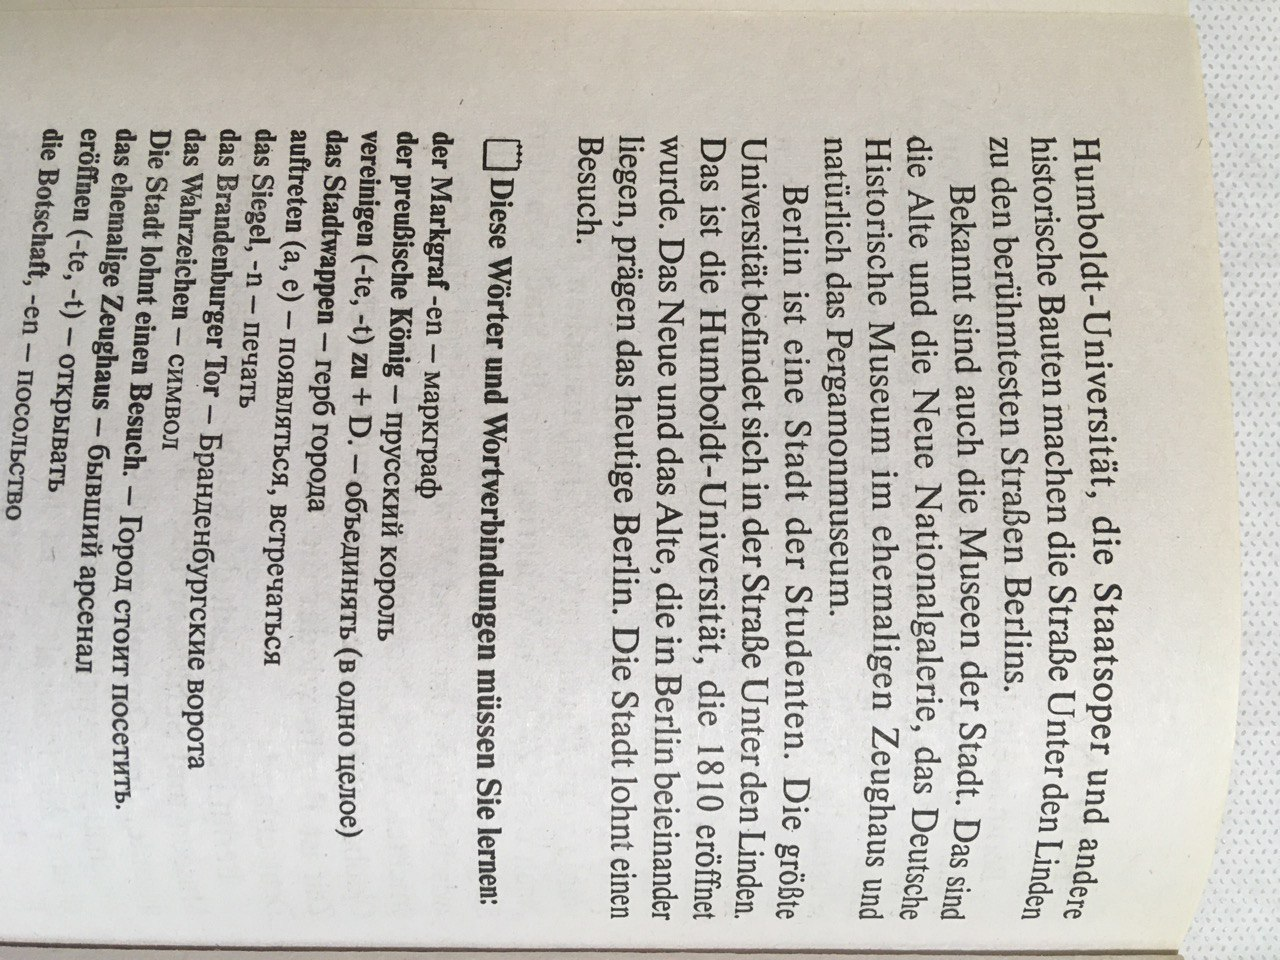 Humboldt-Universität, die Staatsoper und andere
historische Bauten machen die Straße Unter den Linden
zu den berühmtesten Straßen Berlins.
Bekannt sind auch die Museen der Stadt. Das sind
die Alte und die Neue Nationalgalerie, das Deutsche
Historische Museum im ehemaligen Zeughaus und
natürlich das Pergamonmuseum.
Berlin ist eine Stadt der Studenten. Die größte
Universität befindet sich in der Straße Unter den Linden.
Das ist die Humboldt-Universität, die 1810 eröffnet
wurde. Das Neue und das Alte, die in Berlin beieinander
liegen, prägen das heutige Berlin. Die Stadt lohnt einen
Besuch.
Diese Wörter und Wortverbindungen müssen Sie lernen:
der Markgraf -en – маркграф
der preußische König – прусский король
vereinigen (-te, -t) zu + D. – объединять (в одно целое)
das Stadtwappen – герб города
auftreten (a, e) – появляться, встречаться
das Siegel, -n – печать
das Brandenburger Tor – Бранденбургские ворота
das Wahrzeichen – символ
Die Stadt lohnt einen Besuch. – Город стоит посетить.
das ehemalige Zeughaus – бывший арсенал
eröffnen (-te, -t) – открывать
die Botschaft, -en – посольство